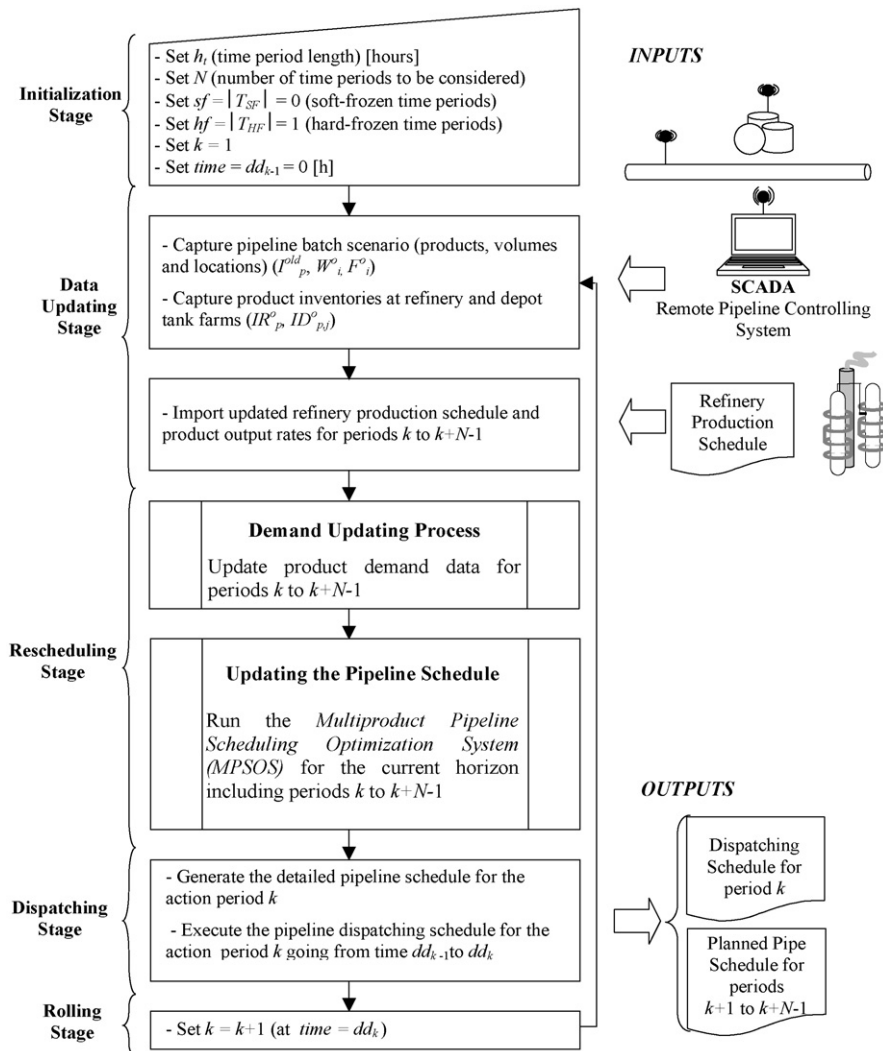 Initialization
Stage
- Set h_t (time period length) [hours]
- Set N (number of time periods to be considered)
- Set sf = |T_SF| = 0 (soft-frozen time periods)
- Set hf = |T_HF| = 1 (hard-frozen time periods)
- Set k = 1
- Set time = dd_k-1 = 0 [h]
INPUTS
Data
Updating
Stage
- Capture pipeline batch scenario (products, volumes
and locations) (I^old_p, W^o_i, F^o_i)
- Capture product inventories at refinery and depot
tank farms (IR^o_p, ID^o_p,j)
SCADA
Remote Pipeline Controlling
System
- Import updated refinery production schedule and
product output rates for periods k to k+N-1
Refinery
Production
Schedule
Rescheduling
Stage
Demand Updating Process
Update product demand data for
periods k to k+N-1
Updating the Pipeline Schedule
Run the Multiproduct Pipeline
Scheduling Optimization System
(MPSOS) for the current horizon
including periods k to k+N-1
OUTPUTS
Dispatching
Stage
- Generate the detailed pipeline schedule for the
action period k
- Execute the pipeline dispatching schedule for the
action period k going from time dd_k-1 to dd_k
Dispatching
Schedule for
period k
Planned Pipe
Schedule for
periods
k+1 to k+N-1
Rolling
Stage
- Set k = k+1 (at time = dd_k)